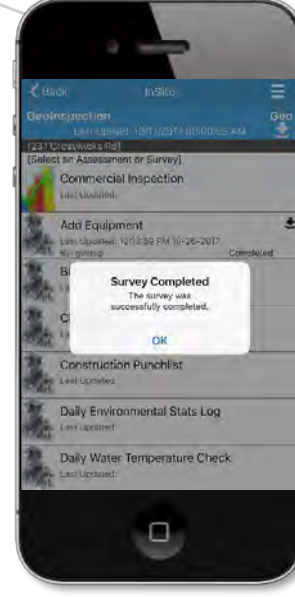 Back
InSite
GeoInspection
Geo
[Select an Assessment or Survey]
Commercial Inspection
Last Updated:
Add Equipment
Completed
Survey Completed
The survey was
successfully completed.
OK
Construction Punchlist
Last Updated:
Daily Environmental Stats Log
Last Updated:
Daily Water Temperature Check
Last Updated: